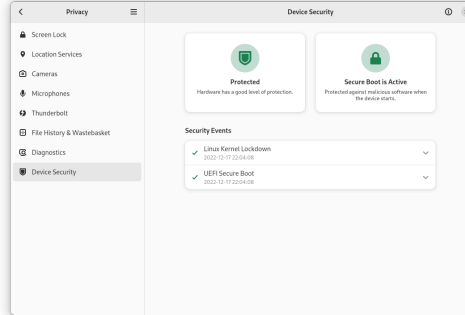 Privacy
Device Security
Screen Lock
Location Services
Cameras
Microphones
Thunderbolt
File History & Wastebasket
Diagnostics
Device Security
Protected
Hardware has a good level of protection.
Secure Boot is Active
Protected against malicious software when
the device starts.
Security Events
Linux Kernel Lockdown
2022-12-17 22:04:08
UEFI Secure Boot
2022-12-17 22:04:08